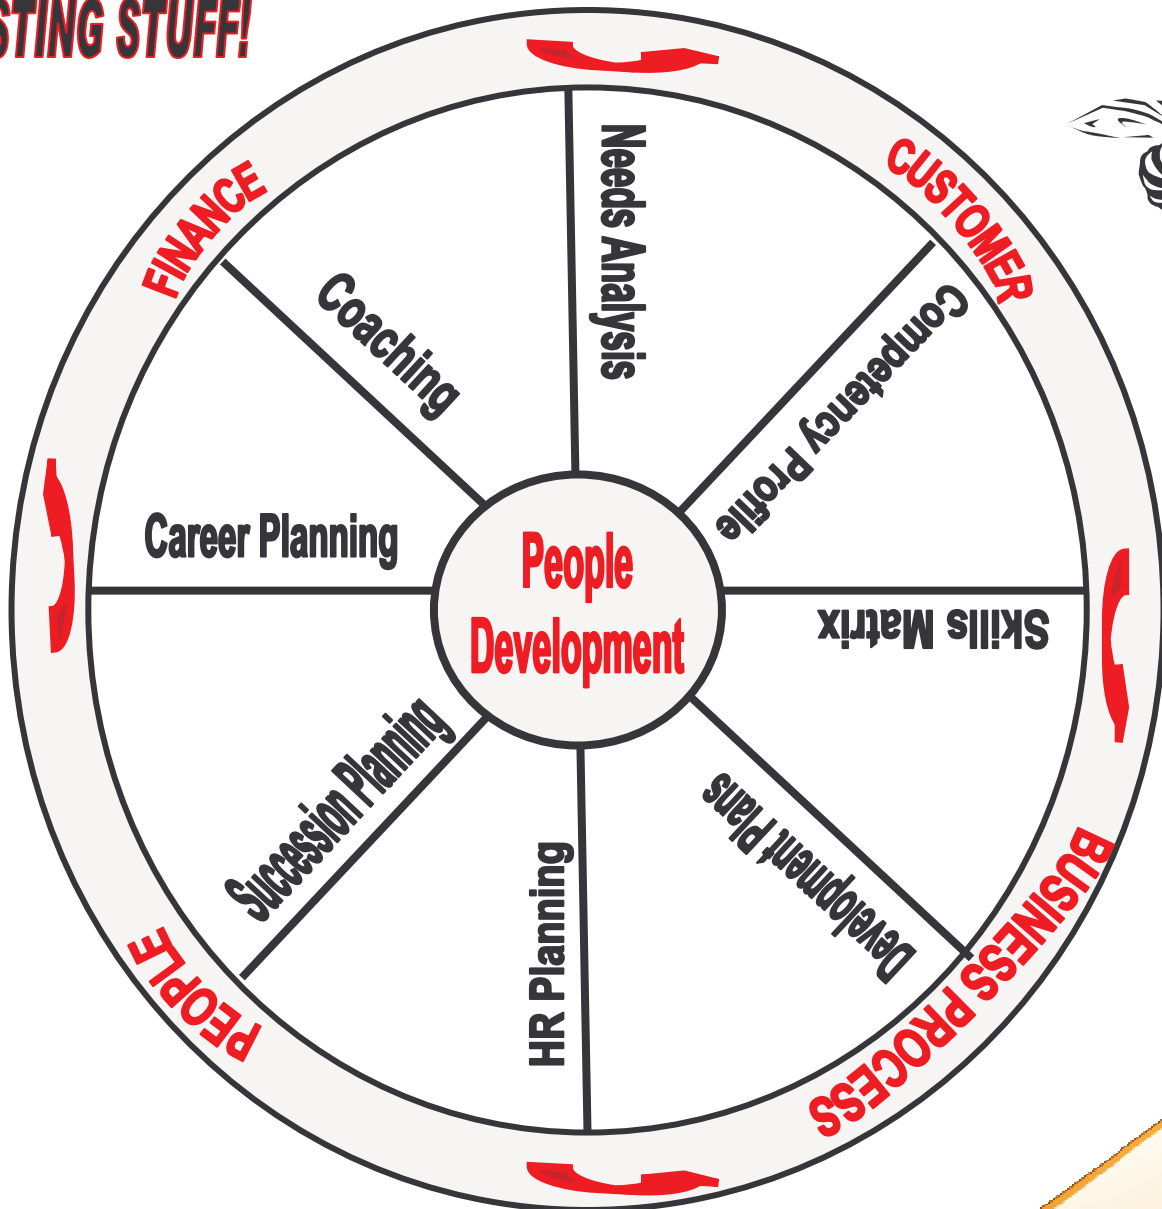 STING STUFF!
FINANCE
CUSTOMER
BUSINESS PROCESS
PEOPLE
Needs Analysis
Competency Profile
Skills Matrix
Development Plans
HR Planning
Succession Planning
Career Planning
Coaching
People
Development